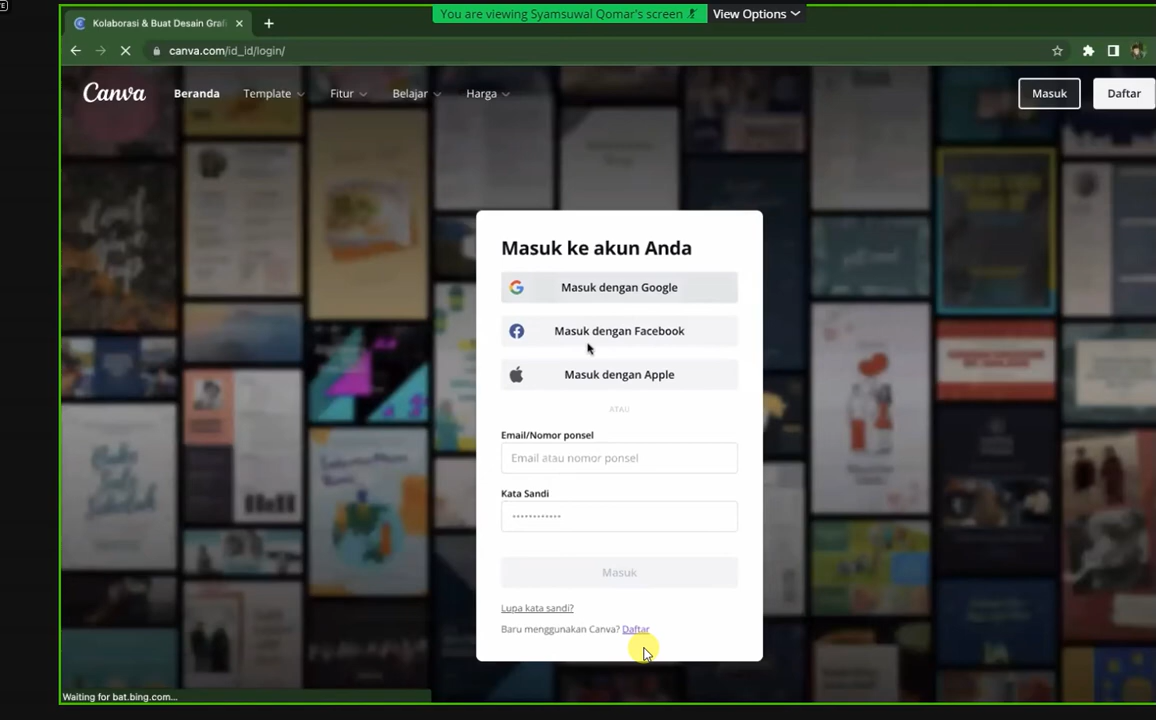 You are viewing Syamsuwal Qomar's screen
View Options
Kolaborasi & Buat Desain Grafi
canva.com/id_id/login/
Canva
Beranda
Template
Fitur
Belajar
Harga
Masuk
Daftar
Masuk ke akun Anda
Masuk dengan Google
Masuk dengan Facebook
Masuk dengan Apple
ATAU
Email/Nomor ponsel
Email atau nomor ponsel
Kata Sandi
Masuk
Lupa kata sandi?
Baru menggunakan Canva? Daftar
Waiting for bat.bing.com...